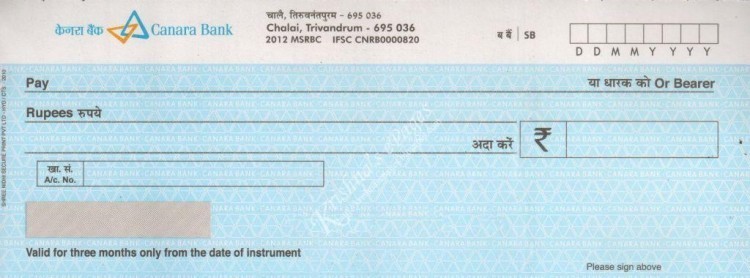 केनरा बैंक Canara Bank
चालै, तिरुवनंतपुरम - 695 036
Chalai, Trivandrum - 695 036
2012 MSRBC IFSC CNRB0000820
ब बैं SB
D D M M Y Y Y Y
Pay या धारक को Or Bearer
Rupees रुपये
अदा करें ₹
खा. सं.
A/c. No.
Valid for three months only from the date of instrument
Please sign above